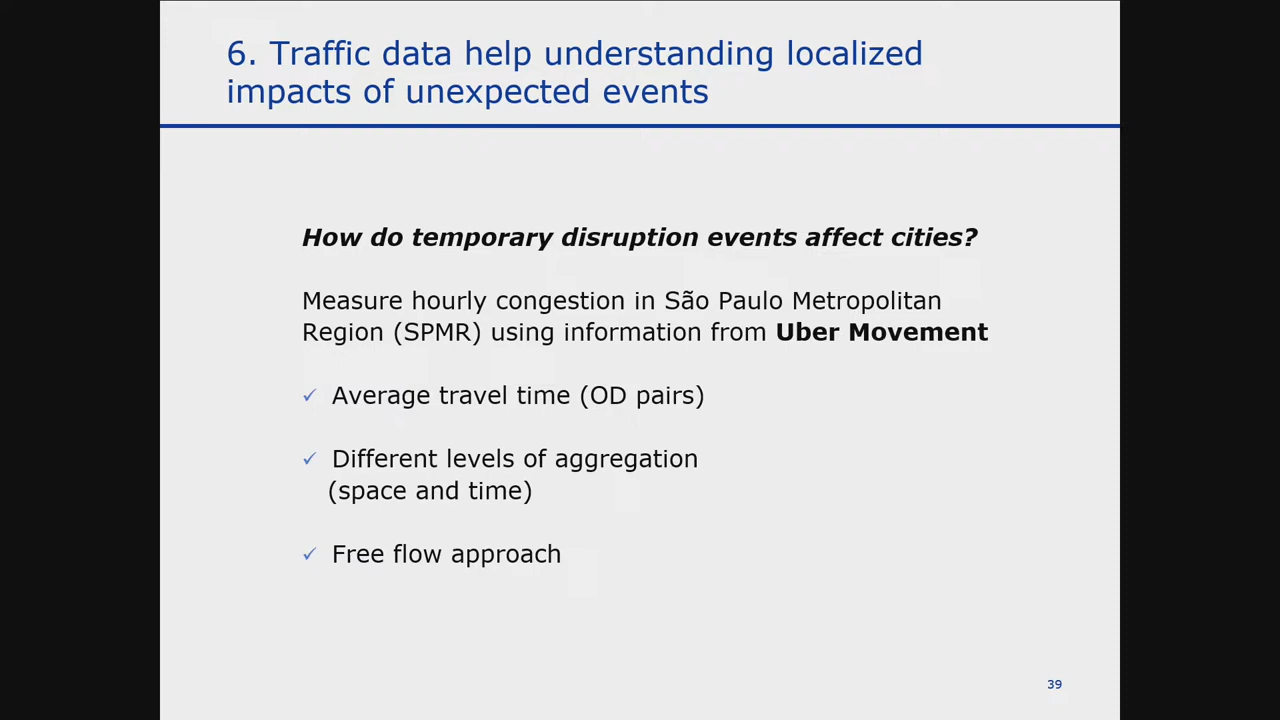 6. Traffic data help understanding localized
impacts of unexpected events
How do temporary disruption events affect cities?
Measure hourly congestion in São Paulo Metropolitan
Region (SPMR) using information from Uber Movement
✓ Average travel time (OD pairs)
✓ Different levels of aggregation
(space and time)
✓ Free flow approach
39